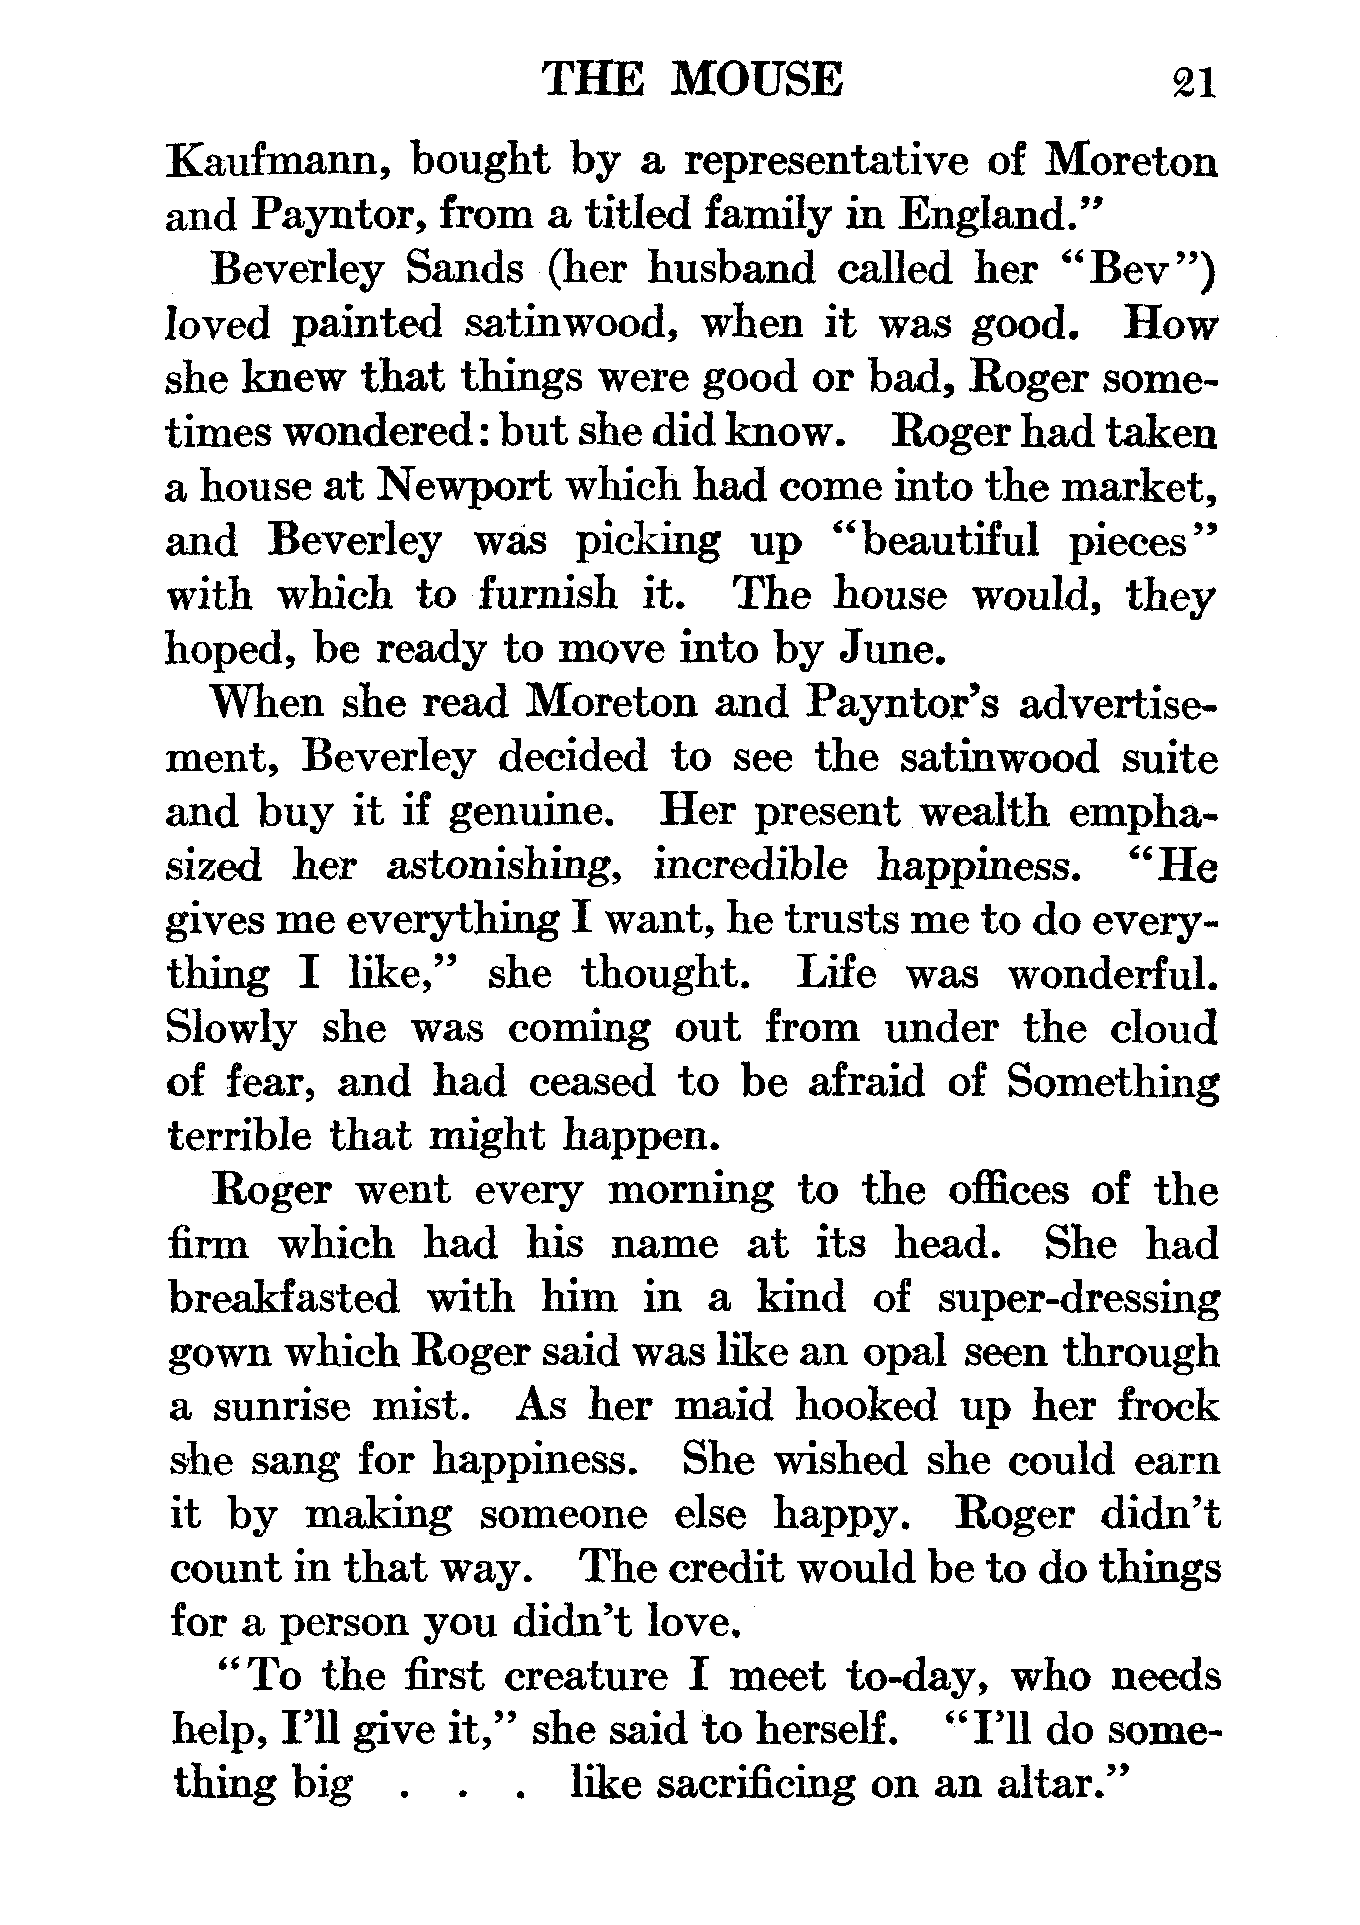 THE MOUSE 21
Kaufmann, bought by a representative of Moreton
and Payntor, from a titled family in England.”
Beverley Sands (her husband called her “Bev”)
loved painted satinwood, when it was good. How
she knew that things were good or bad, Roger some-
times wondered: but she did know. Roger had taken
a house at Newport which had come into the market,
and Beverley was picking up “beautiful pieces”
with which to furnish it. The house would, they
hoped, be ready to move into by June.
When she read Moreton and Payntor’s advertise-
ment, Beverley decided to see the satinwood suite
and buy it if genuine. Her present wealth empha-
sized her astonishing, incredible happiness. “He
gives me everything I want, he trusts me to do every-
thing I like,” she thought. Life was wonderful.
Slowly she was coming out from under the cloud
of fear, and had ceased to be afraid of Something
terrible that might happen.
Roger went every morning to the offices of the
firm which had his name at its head. She had
breakfasted with him in a kind of super-dressing
gown which Roger said was like an opal seen through
a sunrise mist. As her maid hooked up her frock
she sang for happiness. She wished she could earn
it by making someone else happy. Roger didn’t
count in that way. The credit would be to do things
for a person you didn’t love.
“To the first creature I meet to-day, who needs
help, I’ll give it,” she said to herself. “I’ll do some-
thing big . . . like sacrificing on an altar.”